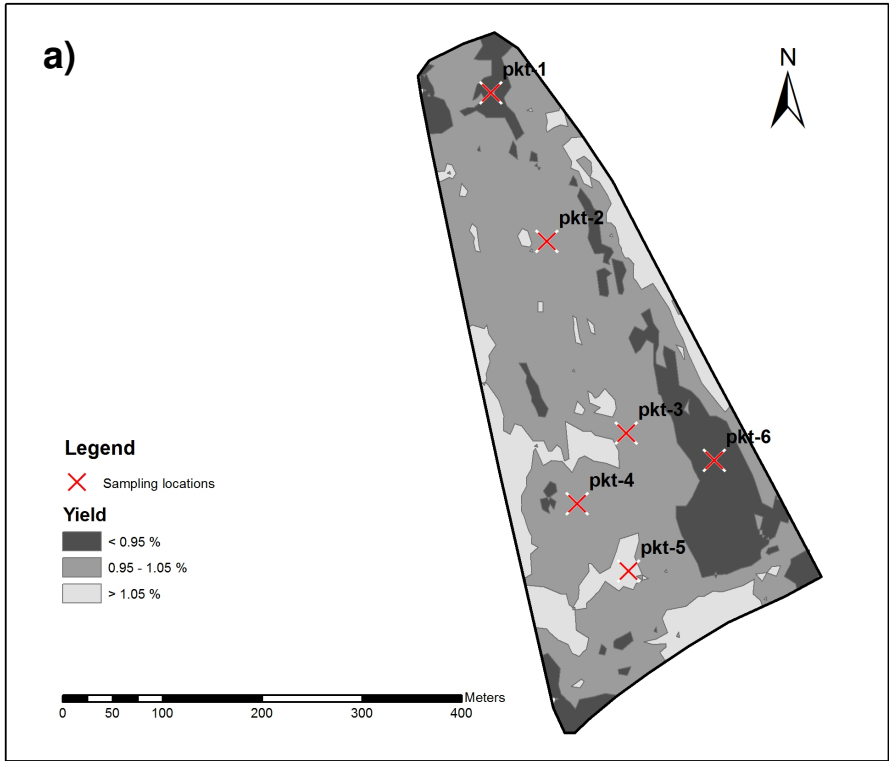 a)
N
pkt-1
pkt-2
pkt-3
pkt-6
pkt-4
pkt-5
Legend
Sampling locations
Yield
< 0.95 %
0.95 - 1.05 %
> 1.05 %
Meters
0 50 100 200 300 400